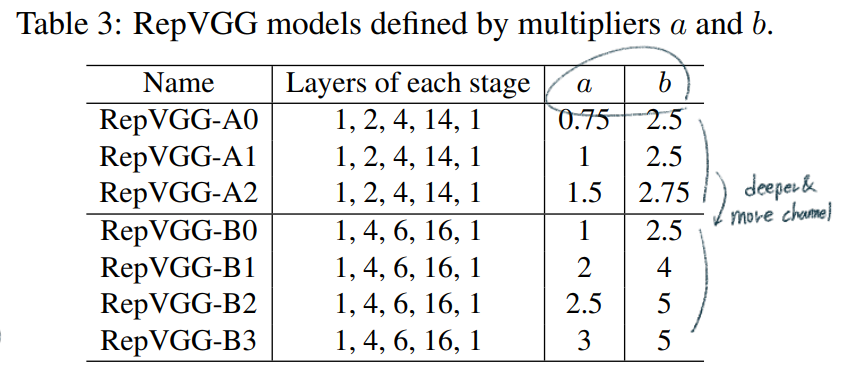 Table 3: RepVGG models defined by multipliers a and b.
Name Layers of each stage a b
RepVGG-A0 1, 2, 4, 14, 1 0.75 2.5
RepVGG-A1 1, 2, 4, 14, 1 1 2.5
RepVGG-A2 1, 2, 4, 14, 1 1.5 2.75
deeper &
more channel
RepVGG-B0 1, 4, 6, 16, 1 1 2.5
RepVGG-B1 1, 4, 6, 16, 1 2 4
RepVGG-B2 1, 4, 6, 16, 1 2.5 5
RepVGG-B3 1, 4, 6, 16, 1 3 5